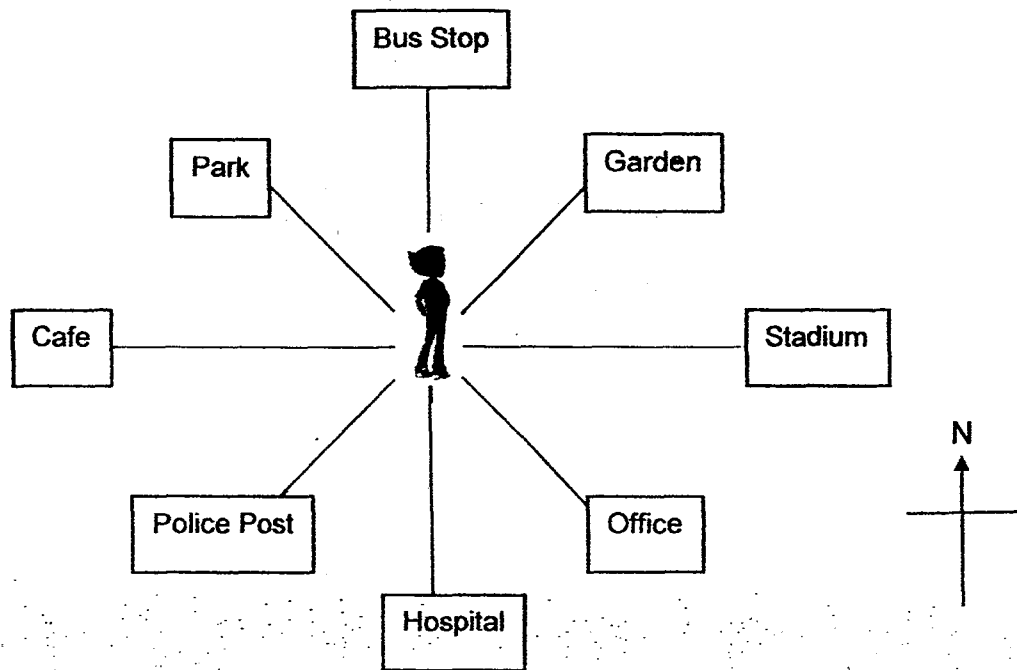 Bus Stop
Park
Garden
Cafe
Stadium
N
Police Post
Office
Hospital